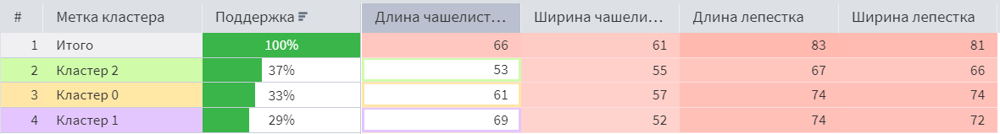 # Метка кластера Поддержка Длина чашелист... Ширина чашели... Длина лепестка Ширина лепестка
1 Итого 100% 66 61 83 81
2 Кластер 2 37% 53 55 67 66
3 Кластер 0 33% 61 57 74 74
4 Кластер 1 29% 69 52 74 72